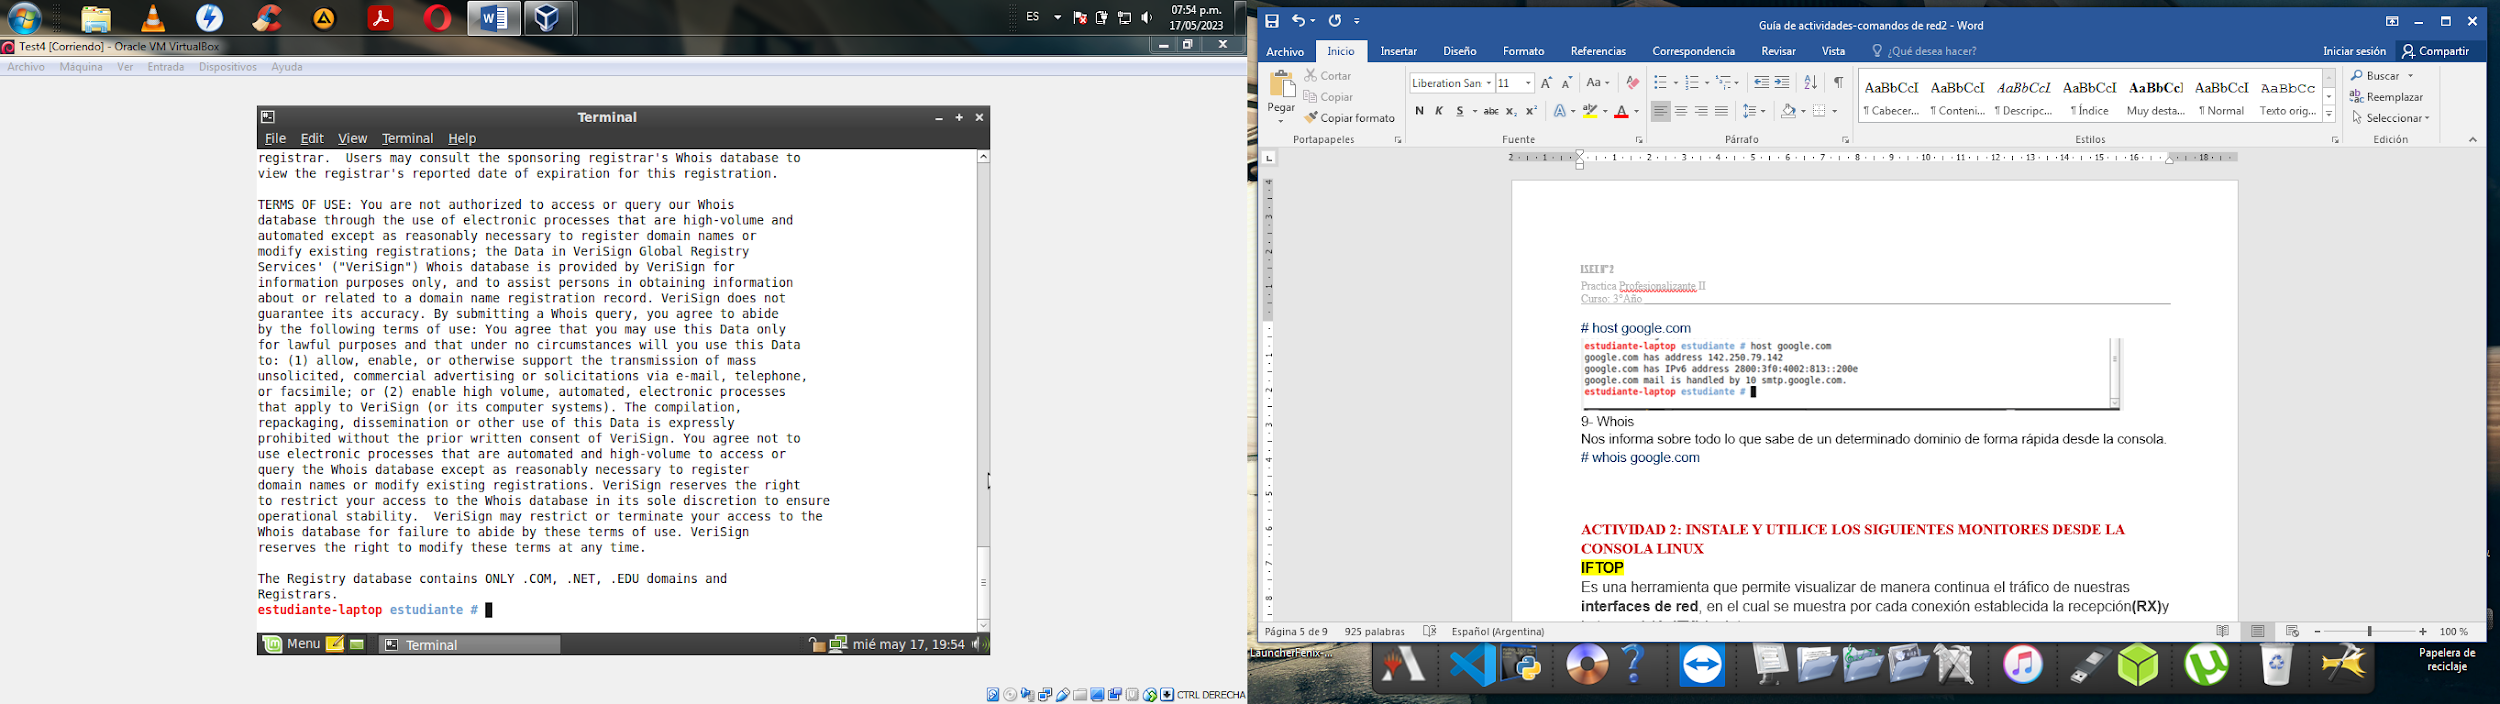 07:54 p.m.
ES
17/05/2023
Test4 [Corriendo] - Oracle VM VirtualBox
Archivo Máquina Ver Entrada Dispositivos Ayuda
Terminal
File Edit View Terminal Help
registrar.  Users may consult the sponsoring registrar's Whois database to
view the registrar's reported date of expiration for this registration.
TERMS OF USE: You are not authorized to access or query our Whois
database through the use of electronic processes that are high-volume and
automated except as reasonably necessary to register domain names or
modify existing registrations; the Data in VeriSign Global Registry
Services' ("VeriSign") Whois database is provided by VeriSign for
information purposes only, and to assist persons in obtaining information
about or related to a domain name registration record. VeriSign does not
guarantee its accuracy. By submitting a Whois query, you agree to abide
by the following terms of use: You agree that you may use this Data only
for lawful purposes and that under no circumstances will you use this Data
to: (1) allow, enable, or otherwise support the transmission of mass
unsolicited, commercial advertising or solicitations via e-mail, telephone,
or facsimile; or (2) enable high volume, automated, electronic processes
that apply to VeriSign (or its computer systems). The compilation,
repackaging, dissemination or other use of this Data is expressly
prohibited without the prior written consent of VeriSign. You agree not to
use electronic processes that are automated and high-volume to access or
query the Whois database except as reasonably necessary to register
domain names or modify existing registrations. VeriSign reserves the right
to restrict your access to the Whois database in its sole discretion to ensure
operational stability.  VeriSign may restrict or terminate your access to the
Whois database for failure to abide by these terms of use. VeriSign
reserves the right to modify these terms at any time.
The Registry database contains ONLY .COM, .NET, .EDU domains and
Registrars.
estudiante-laptop estudiante #
Menu Terminal mié may 17, 19:54
CTRL DERECHA
Guía de actividades-comandos de red2 - Word
Archivo Inicio Insertar Diseño Formato Referencias Correspondencia Revisar Vista ¿Qué desea hacer? Iniciar sesión Compartir
Pegar
Cortar
Copiar
Copiar formato
Portapapeles
Liberation San 11
N K S abc
Fuente
Párrafo
AaBbCcI AaBbCcI AaBbCcL AaBbCcI AaBbCcI AaBbCcI AaBbCc
¶ Cabecer... ¶ Conteni... ¶ Descripc... ¶ Índice Muy desta... ¶ Normal Texto orig...
Estilos
Buscar
Reemplazar
Seleccionar
Edición
2 1 1 2 3 4 5 6 7 8 9 10 11 12 13 14 15 16 18
I.S.E.I N° 2
Practica Profesionalizante II
Curso: 3°Año
# host google.com
estudiante-laptop estudiante # host google.com
google.com has address 142.250.79.142
google.com has IPv6 address 2800:3f0:4002:813::200e
google.com mail is handled by 10 smtp.google.com.
estudiante-laptop estudiante #
9- Whois
Nos informa sobre todo lo que sabe de un determinado dominio de forma rápida desde la consola.
# whois google.com
ACTIVIDAD 2: INSTALE Y UTILICE LOS SIGUIENTES MONITORES DESDE LA
CONSOLA LINUX
IFTOP
Es una herramienta que permite visualizar de manera continua el tráfico de nuestras
interfaces de red, en el cual se muestra por cada conexión establecida la recepción(RX)y
Página 5 de 9 925 palabras Español (Argentina) 100 %
LauncherFenix-...
Papelera de
reciclaje